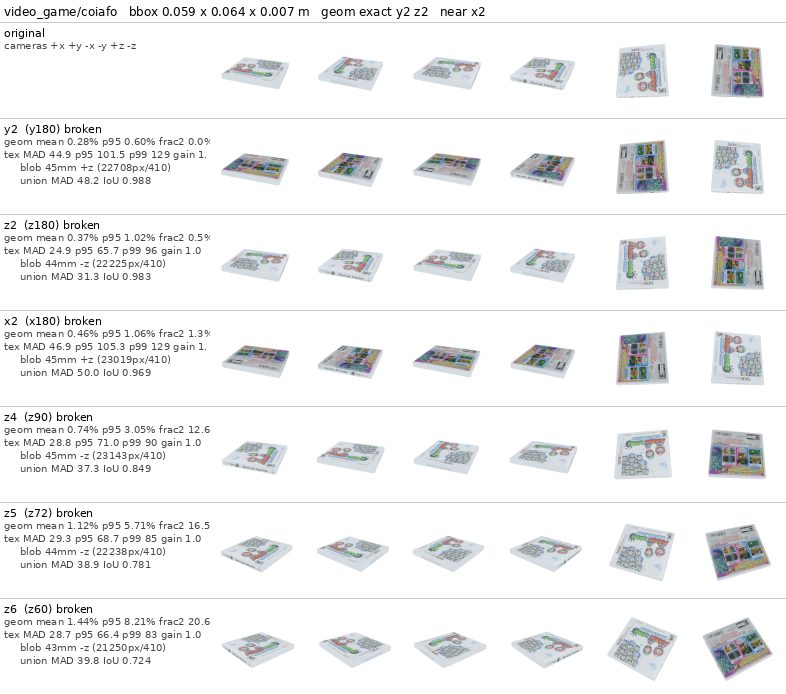 video_game/coiafo bbox 0.059 x 0.064 x 0.007 m geom exact y2 z2 near x2
original
cameras +x +y -x -y +z -z
y2 (y180) broken
geom mean 0.28% p95 0.60% frac2 0.0%
tex MAD 44.9 p95 101.5 p99 129 gain 1.
blob 45mm +z (22708px/410)
union MAD 48.2 IoU 0.988
z2 (z180) broken
geom mean 0.37% p95 1.02% frac2 0.5%
tex MAD 24.9 p95 65.7 p99 96 gain 1.0
blob 44mm -z (22225px/410)
union MAD 31.3 IoU 0.983
x2 (x180) broken
geom mean 0.46% p95 1.06% frac2 1.3%
tex MAD 46.9 p95 105.3 p99 129 gain 1.
blob 45mm +z (23019px/410)
union MAD 50.0 IoU 0.969
z4 (z90) broken
geom mean 0.74% p95 3.05% frac2 12.6
tex MAD 28.8 p95 71.0 p99 90 gain 1.0
blob 45mm -z (23143px/410)
union MAD 37.3 IoU 0.849
z5 (z72) broken
geom mean 1.12% p95 5.71% frac2 16.5
tex MAD 29.3 p95 68.7 p99 85 gain 1.0
blob 44mm -z (22238px/410)
union MAD 38.9 IoU 0.781
z6 (z60) broken
geom mean 1.44% p95 8.21% frac2 20.6
tex MAD 28.7 p95 66.4 p99 83 gain 1.0
blob 43mm -z (21250px/410)
union MAD 39.8 IoU 0.724